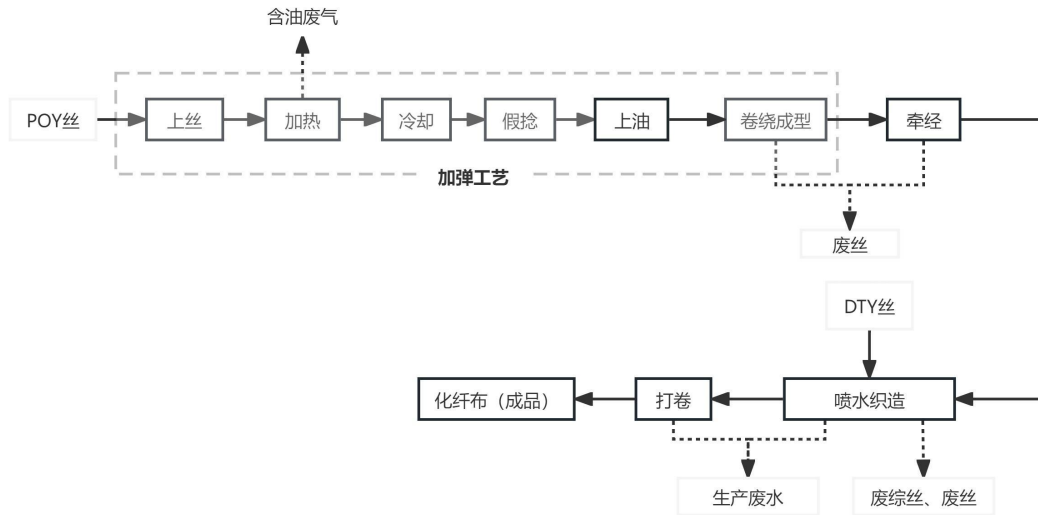 含油废气
POY丝
上丝
加热
冷却
假捻
上油
卷绕成型
牵经
加弹工艺
废丝
DTY丝
化纤布（成品）
打卷
喷水织造
生产废水
废综丝、废丝